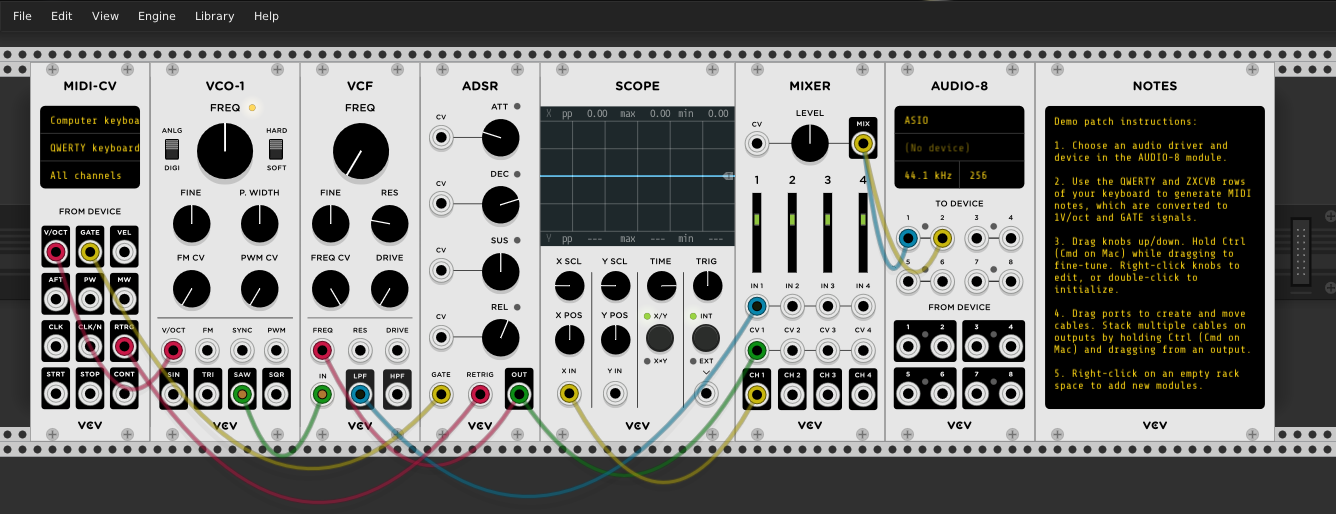 File Edit View Engine Library Help
MIDI-CV
Computer keyboa
QWERTY keyboard
All channels
FROM DEVICE
V/OCT GATE VEL
AFT PW MW
CLK CLK/N RTRG
STRT STOP CONT
VCV
VCO-1
FREQ
ANLG HARD
DIGI SOFT
FINE P. WIDTH
FM CV PWM CV
V/OCT FM SYNC PWM
SIN TRI SAW SQR
VCV
VCF
FREQ
FINE RES
FREQ CV DRIVE
FREQ RES DRIVE
IN LPF HPF
VCV
ADSR
ATT
CV
DEC
CV
SUS
CV
REL
CV
GATE RETRIG OUT
VCV
SCOPE
X pp 0.00 max 0.00 min 0.00
Y pp --- max --- min ---
X SCL Y SCL TIME TRIG
X POS Y POS X/Y INT
X×Y EXT
X IN Y IN
VCV
MIXER
LEVEL
CV MIX
1 2 3 4
IN 1 IN 2 IN 3 IN 4
CV 1 CV 2 CV 3 CV 4
CH 1 CH 2 CH 3 CH 4
VCV
AUDIO-8
ASIO
(No device)
44.1 kHz 256
TO DEVICE
1 2 3 4
5 6 7 8
FROM DEVICE
1 2 3 4
5 6 7 8
VCV
NOTES
Demo patch instructions:
1. Choose an audio driver and
device in the AUDIO-8 module.
2. Use the QWERTY and ZXCVB rows
of your keyboard to generate MIDI
notes, which are converted to
1V/oct and GATE signals.
3. Drag knobs up/down. Hold Ctrl
(Cmd on Mac) while dragging to
fine-tune. Right-click knobs to
edit, or double-click to
initialize.
4. Drag ports to create and move
cables. Stack multiple cables on
outputs by holding Ctrl (Cmd on
Mac) and dragging from an output.
5. Right-click on an empty rack
space to add new modules.
VCV